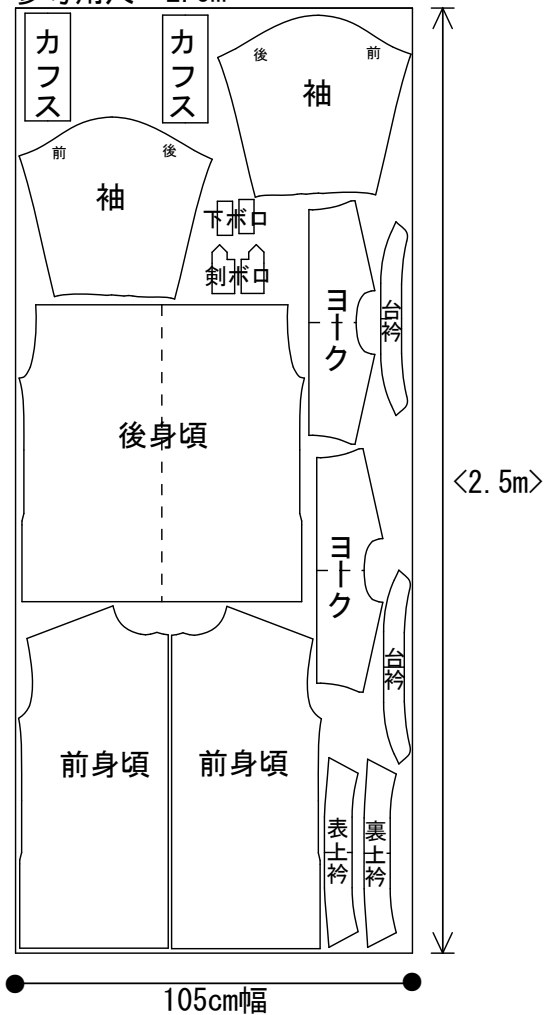 カフス
カフス
後
前
袖
前
後
袖
下ボロ
剣ボロ
ヨーク
台衿
後身頃
<2.5m>
ヨーク
台衿
前身頃
前身頃
表上衿
裏上衿
105cm幅